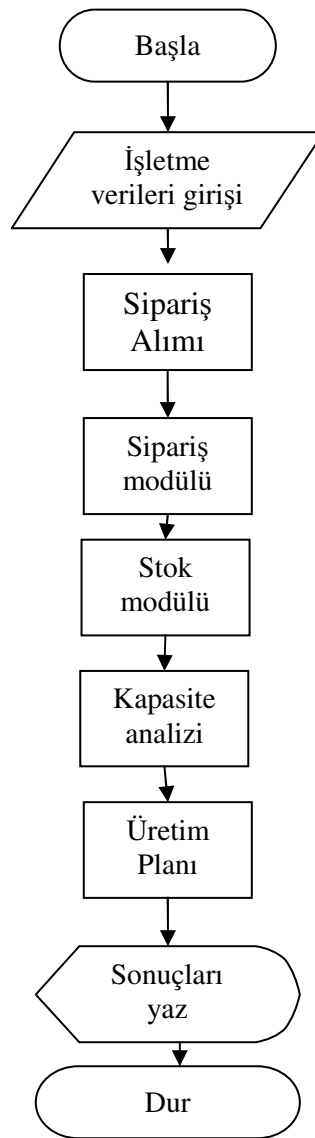 Başla
İşletme
verileri girişi
Sipariş
Alımı
Sipariş
modülü
Stok
modülü
Kapasite
analizi
Üretim
Planı
Sonuçları
yaz
Dur